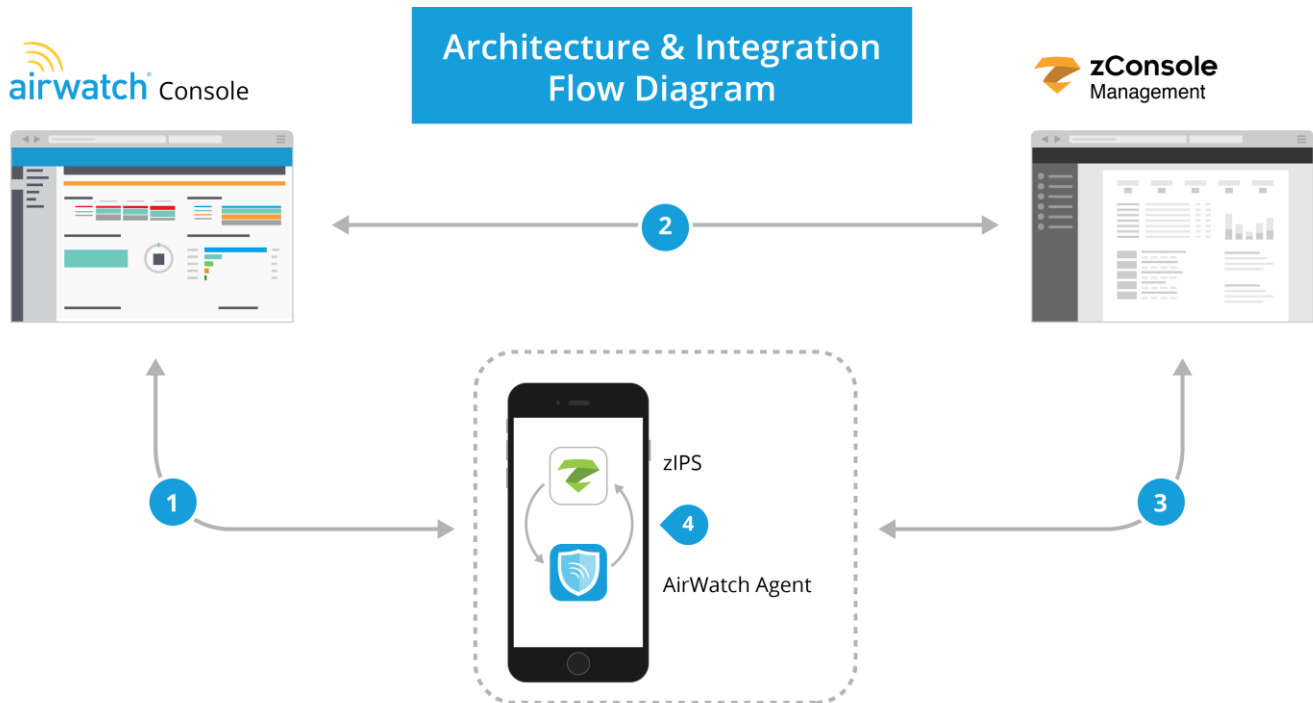 Architecture & Integration
Flow Diagram
airwatch® Console
zConsole
Management
2
1
zIPS
4
3
AirWatch Agent